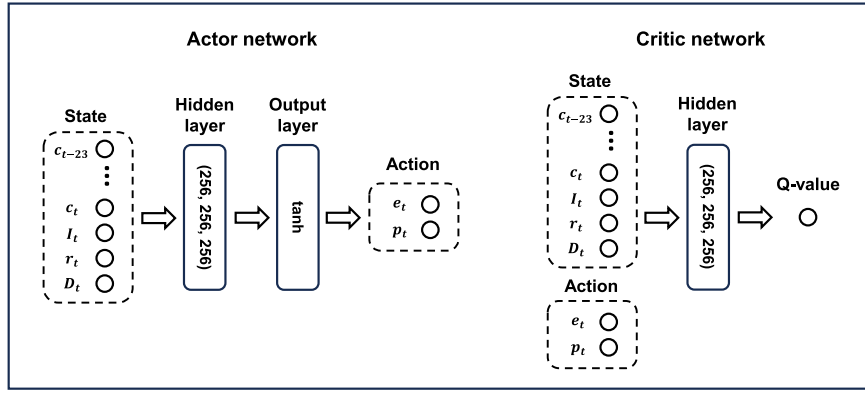 Actor network
State
c_{t−23}
⋮
c_t
I_t
r_t
D_t
Hidden
layer
(256, 256, 256)
Output
layer
tanh
Action
e_t
p_t
Critic network
State
c_{t−23}
⋮
c_t
I_t
r_t
D_t
Action
e_t
p_t
Hidden
layer
(256, 256, 256)
Q-value